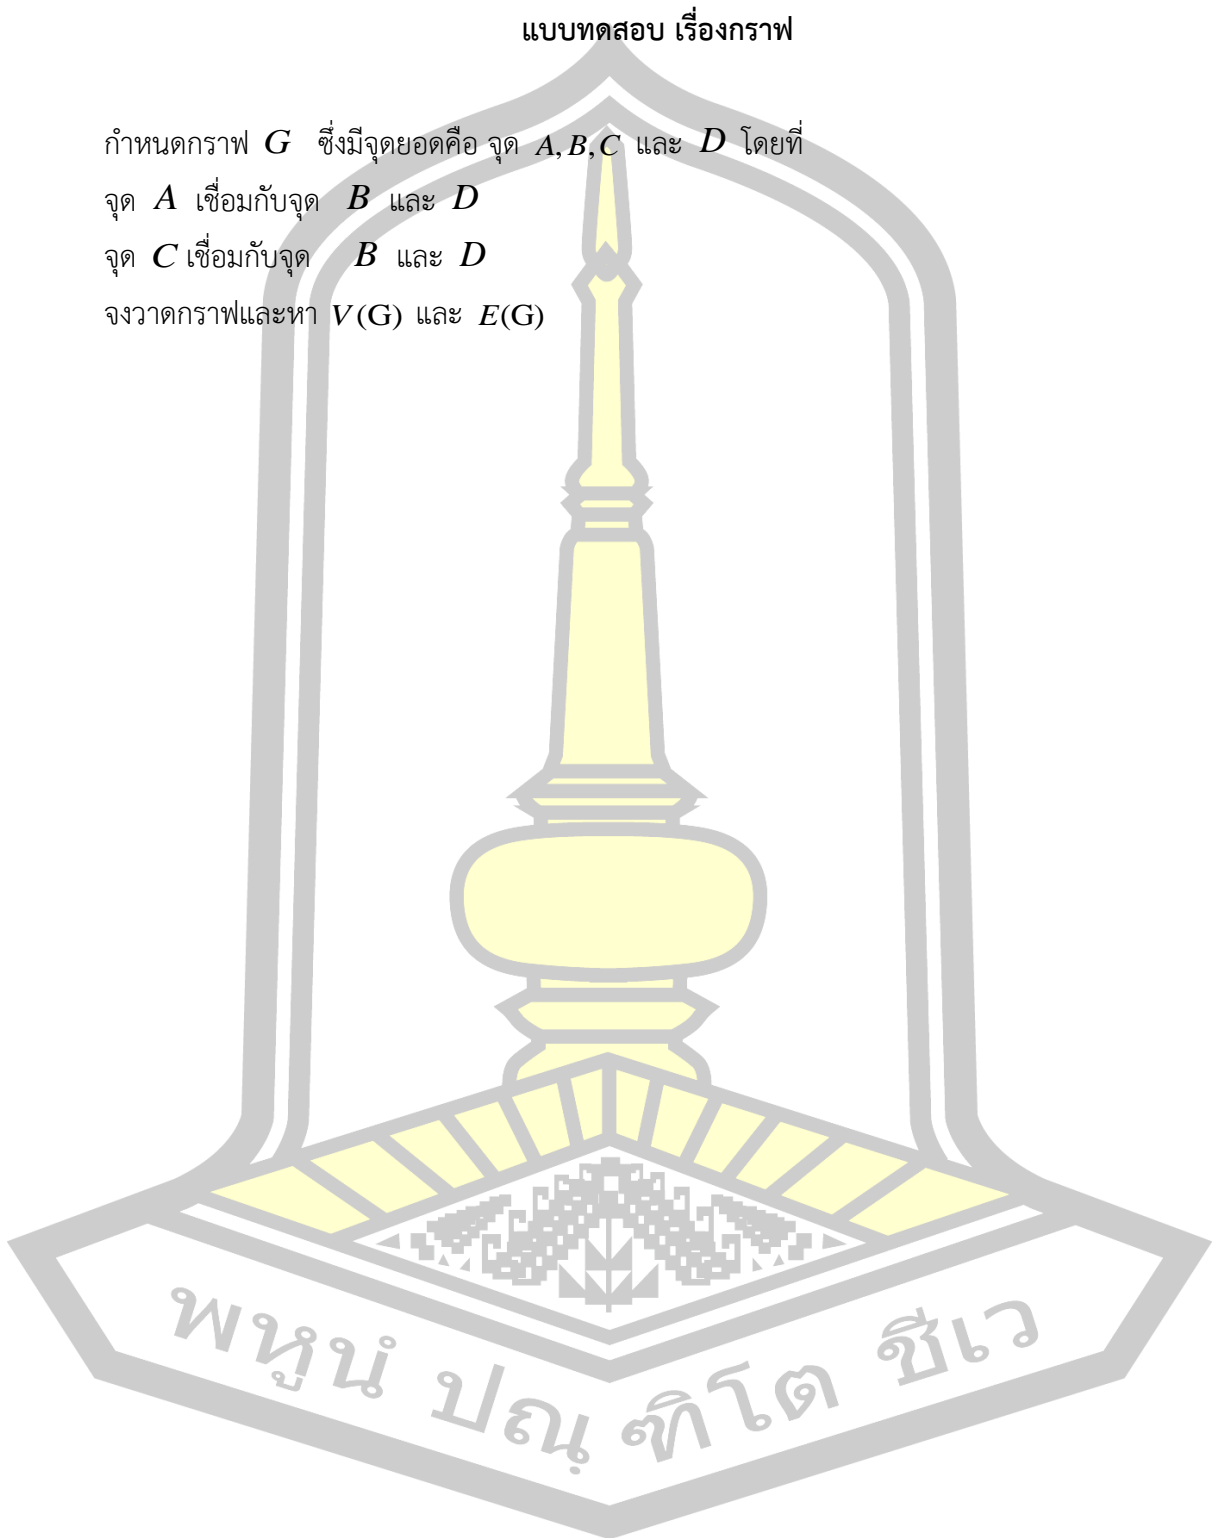 แบบทดสอบ เรื่องกราฟ
กำหนดกราฟ G ซึ่งมีจุดยอดคือ จุด A, B, C และ D โดยที่
จุด A เชื่อมกับจุด B และ D
จุด C เชื่อมกับจุด B และ D
จงวาดกราฟและหา V(G) และ E(G)
พหูนํ ปณฺฑิโต ชีเว